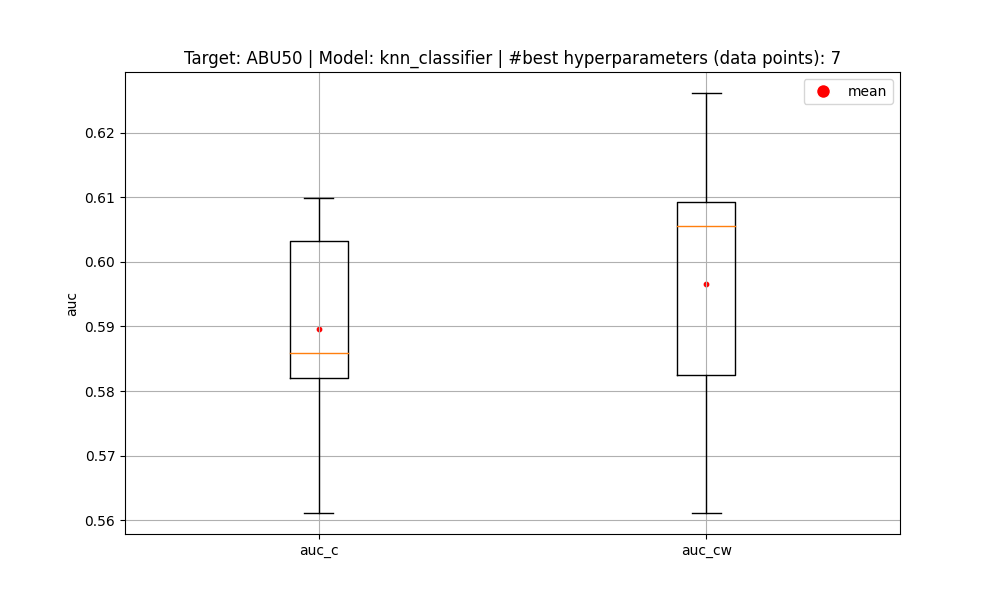 Target: ABU50 | Model: knn_classifier | #best hyperparameters (data points): 7
mean
0.62
0.61
0.60
0.59
0.58
0.57
0.56
auc
auc_c
auc_cw